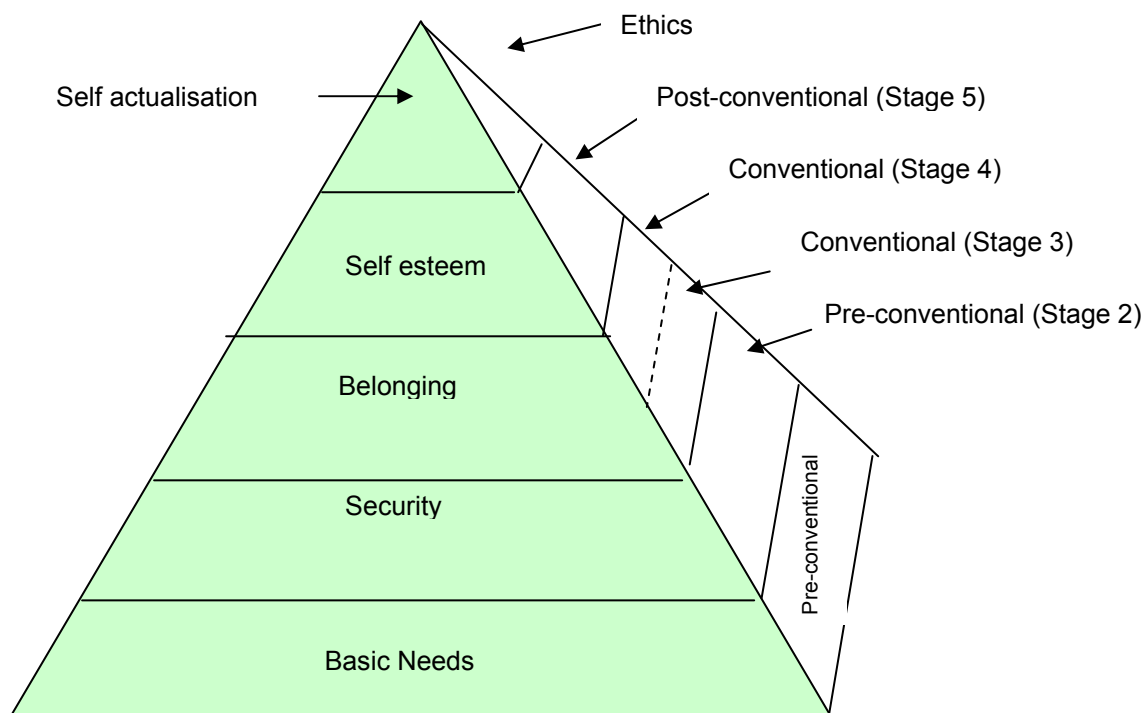 Ethics
Self actualisation
Post-conventional (Stage 5)
Conventional (Stage 4)
Conventional (Stage 3)
Self esteem
Pre-conventional (Stage 2)
Belonging
Security
Pre-conventional
Basic Needs